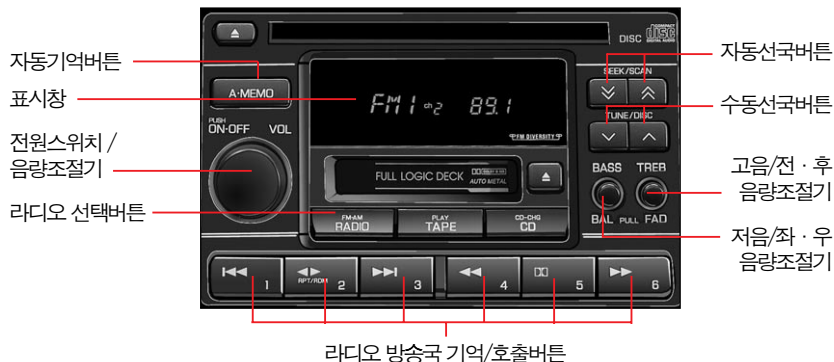 DISC COMPACT disc DIGITAL AUDIO
자동기억버튼
표시창
전원스위치 /
음량조절기
라디오 선택버튼
A·MEMO
PUSH
ON·OFF VOL
FM1 ch2 89.1
FM DIVERSITY
FULL LOGIC DECK
AUTO METAL
FM·AM
RADIO
PLAY
TAPE
CD·CHG
CD
SEEK/SCAN
TUNE/DISC
BASS TREB
BAL PULL FAD
자동선국버튼
수동선국버튼
고음/전 · 후
음량조절기
저음/좌 · 우
음량조절기
1
RPT/RDM 2
3
4
5
6
라디오 방송국 기억/호출버튼